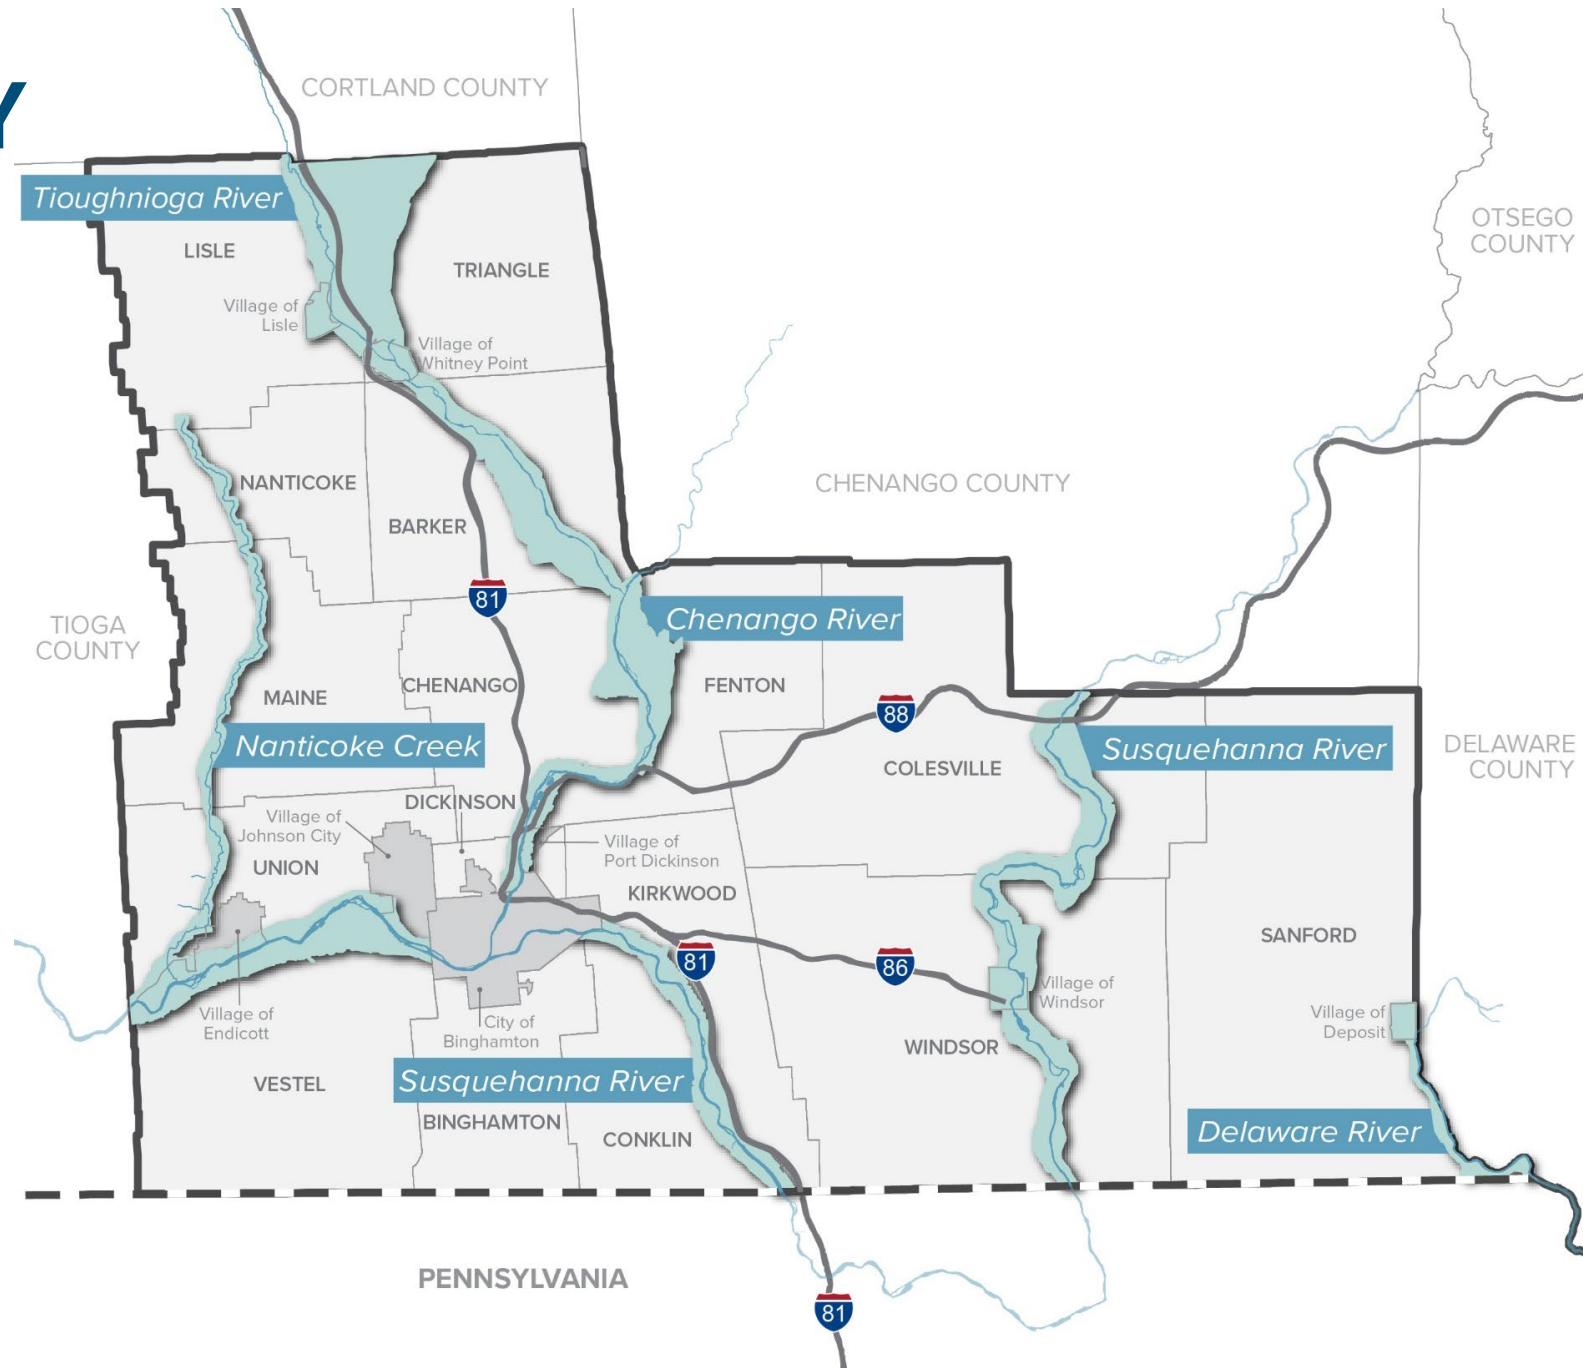 Y
CORTLAND COUNTY
Tioughnioga River
OTSEGO
COUNTY
LISLE
TRIANGLE
Village of
Lisle
Village of
Whitney Point
NANTICOKE
CHENANGO COUNTY
BARKER
81
TIOGA
COUNTY
Chenango River
MAINE
CHENANGO
FENTON
88
Nanticoke Creek
Susquehanna River
DELAWARE
COUNTY
COLESVILLE
DICKINSON
Village of
Johnson City
Village of
Port Dickinson
UNION
KIRKWOOD
SANFORD
81
86
Village of
Windsor
Village of
Endicott
City of
Binghamton
Village of
Deposit
WINDSOR
VESTEL
Susquehanna River
BINGHAMTON
CONKLIN
Delaware River
PENNSYLVANIA
81